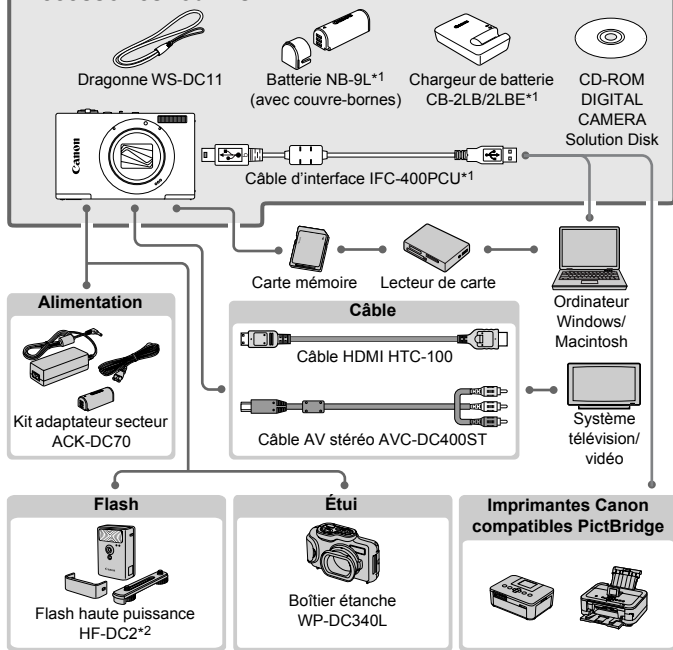 Dragonne WS-DC11
Batterie NB-9L*1
(avec couvre-bornes)
Chargeur de batterie
CB-2LB/2LBE*1
CD-ROM
DIGITAL
CAMERA
Solution Disk
Canon
Câble d'interface IFC-400PCU*1
Carte mémoire
Lecteur de carte
Ordinateur
Windows/
Macintosh
Alimentation
Kit adaptateur secteur
ACK-DC70
Câble
Câble HDMI HTC-100
Câble AV stéréo AVC-DC400ST
Système
télévision/
vidéo
Flash
Flash haute puissance
HF-DC2*2
Étui
Boîtier étanche
WP-DC340L
Imprimantes Canon
compatibles PictBridge